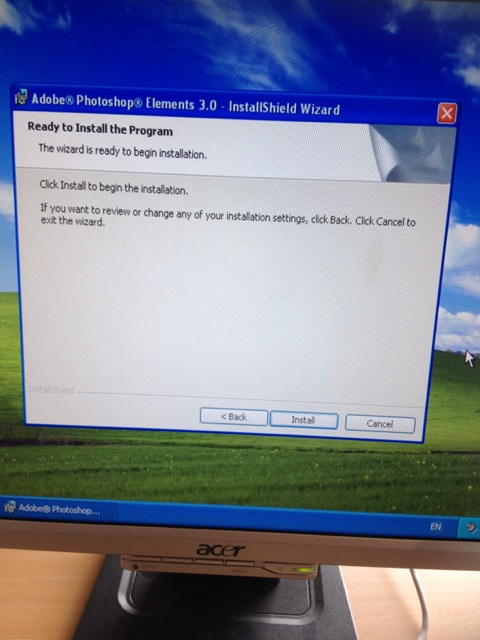 Adobe® Photoshop® Elements 3.0 - InstallShield Wizard
Ready to Install the Program
The wizard is ready to begin installation.
Click Install to begin the installation.
If you want to review or change any of your installation settings, click Back. Click Cancel to
exit the wizard.
InstallShield
< Back
Install
Cancel
Adobe® Photoshop...
EN
acer